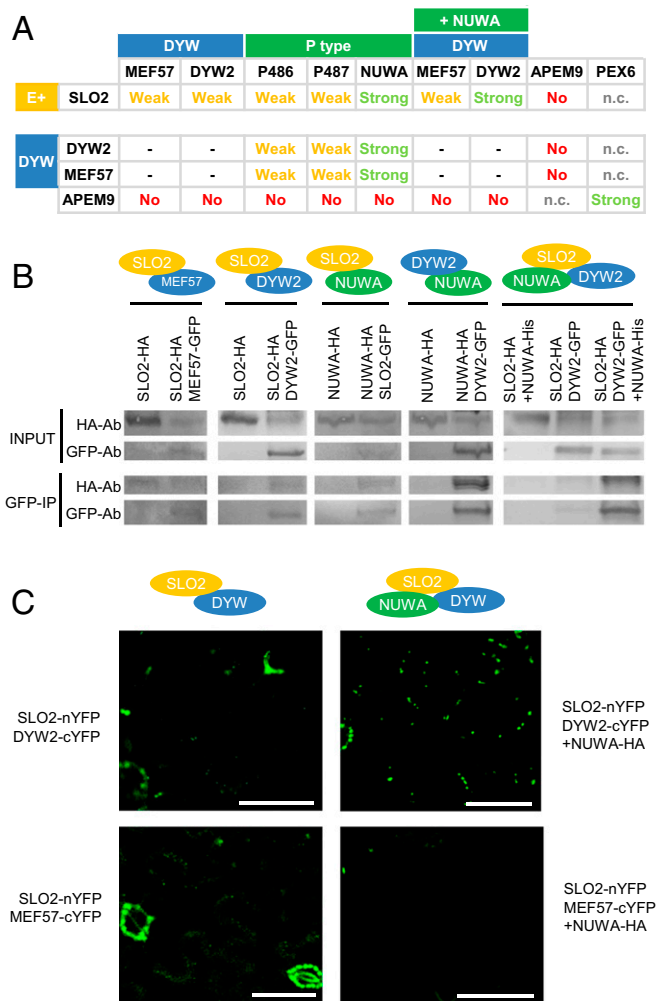 A
+ NUWA
DYW P type DYW
MEF57 DYW2 P486 P487 NUWA MEF57 DYW2 APEM9 PEX6
E+ SLO2 Weak Weak Weak Weak Strong Weak Strong No n.c.
DYW
DYW2 - - Weak Weak Strong - - No n.c.
MEF57 - - Weak Weak Strong - - No n.c.
APEM9 No No No No No No No n.c. Strong
B
SLO2 MEF57
SLO2 DYW2
SLO2 NUWA
DYW2 NUWA
SLO2 NUWA DYW2
SLO2-HA
SLO2-HA
MEF57-GFP
SLO2-HA
SLO2-HA
DYW2-GFP
NUWA-HA
NUWA-HA
SLO2-GFP
NUWA-HA
NUWA-HA
DYW2-GFP
SLO2-HA
+NUWA-His
SLO2-HA
DYW2-GFP
SLO2-HA
DYW2-GFP
+NUWA-His
INPUT
HA-Ab
GFP-Ab
GFP-IP
HA-Ab
GFP-Ab
C
SLO2
DYW
SLO2
NUWA DYW
SLO2-nYFP
DYW2-cYFP
SLO2-nYFP
DYW2-cYFP
+NUWA-HA
SLO2-nYFP
MEF57-cYFP
SLO2-nYFP
MEF57-cYFP
+NUWA-HA